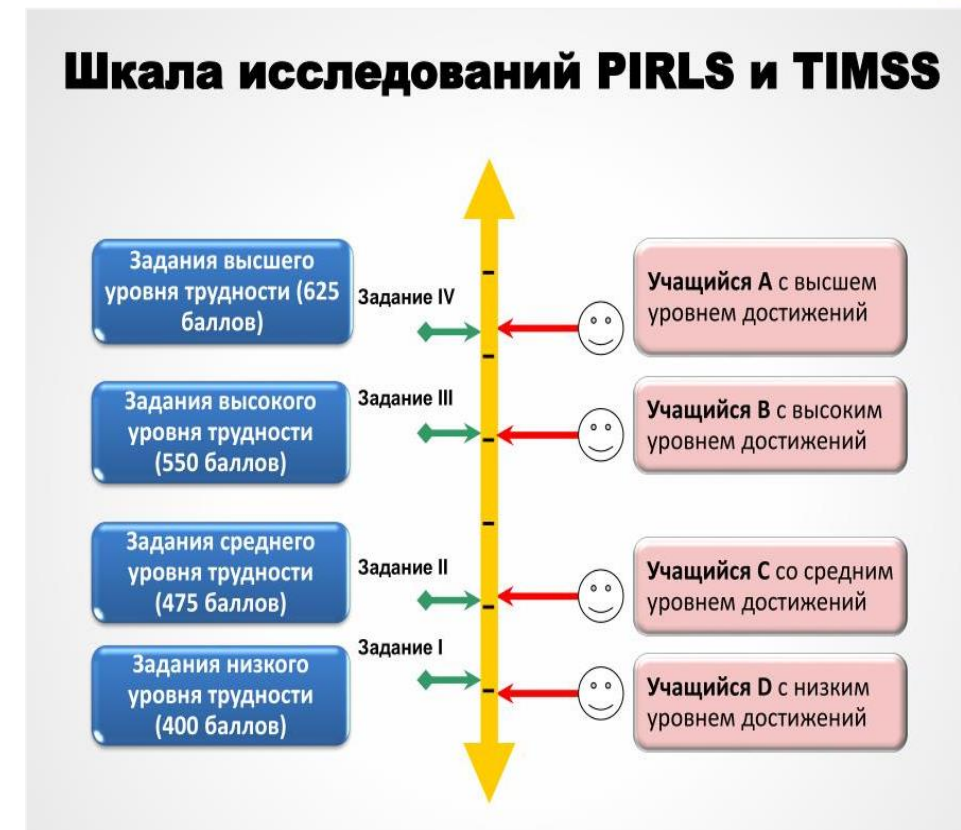 Шкала исследований PIRLS и TIMSS
Задания высшего
уровня трудности (625
баллов)
Задание IV
Учащийся А с высшем
уровнем достижений
Задания высокого
уровня трудности
(550 баллов)
Задание III
Учащийся В с высоким
уровнем достижений
Задания среднего
уровня трудности
(475 баллов)
Задание II
Учащийся С со средним
уровнем достижений
Задания низкого
уровня трудности
(400 баллов)
Задание I
Учащийся D с низким
уровнем достижений